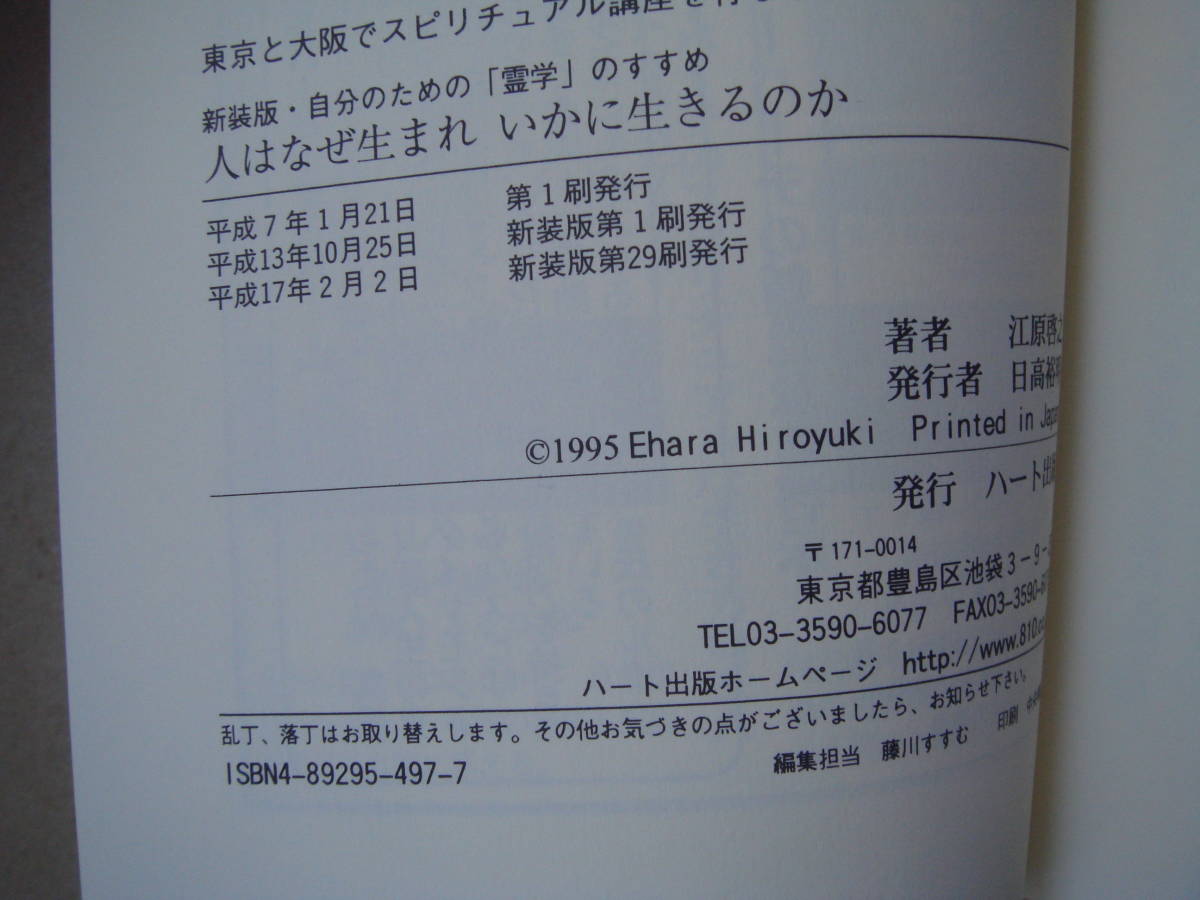 東京と大阪でスピリチュアル講座を
新装版・自分のための「霊学」のすすめ
人はなぜ生まれ いかに生きるのか
平成7年1月21日 第1刷発行
平成13年10月25日 新装版第1刷発行
平成17年2月2日 新装版第29刷発行
著者 江原啓之
発行者 日高裕
©1995 Ehara Hiroyuki Printed in Japan
発行 ハート出版
〒171-0014
東京都豊島区池袋3-9-
TEL03-3590-6077 FAX03-3590-6
ハート出版ホームページ http://www.810.co
乱丁、落丁はお取り替えします。その他お気づきの点がございましたら、お知らせ下さい。
ISBN4-89295-497-7 編集担当 藤川すすむ 印刷